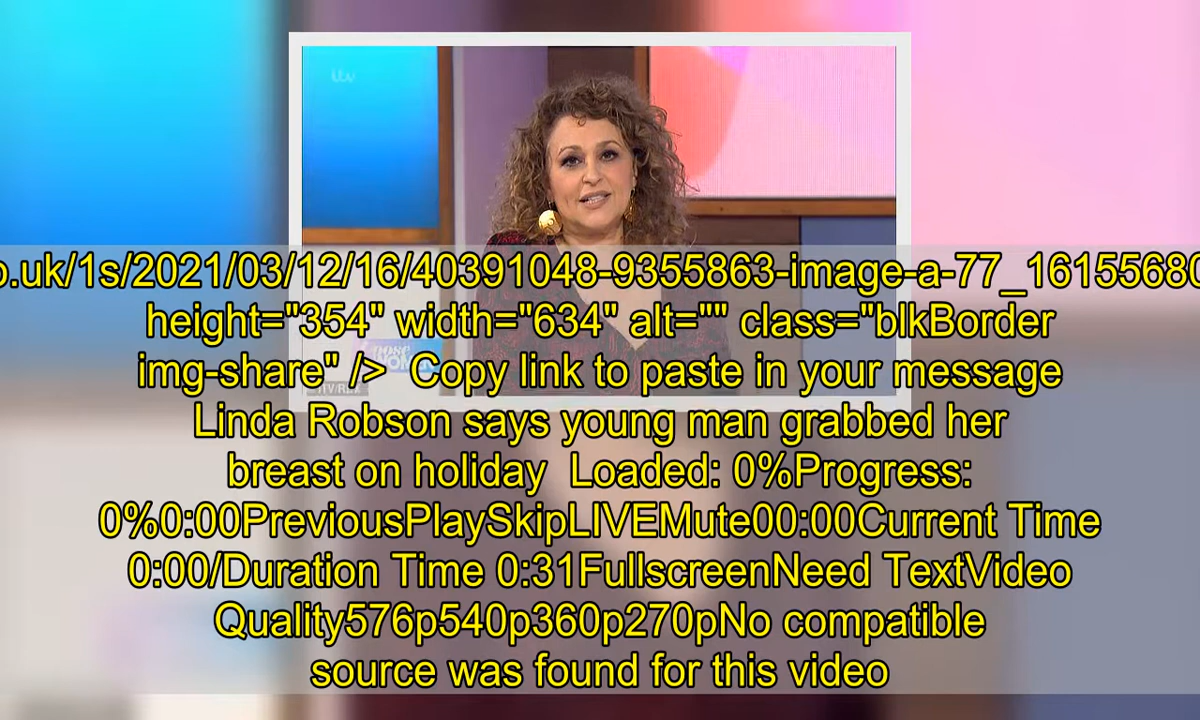 itv
o.uk/1s/2021/03/12/16/40391048-9355863-image-a-77_16155680
height="354" width="634" alt="" class="blkBorder
img-share" />  Copy link to paste in your message
Linda Robson says young man grabbed her
breast on holiday  Loaded: 0%Progress:
0%0:00PreviousPlaySkipLIVEMute00:00Current Time
0:00/Duration Time 0:31FullscreenNeed TextVideo
Quality576p540p360p270pNo compatible
source was found for this video